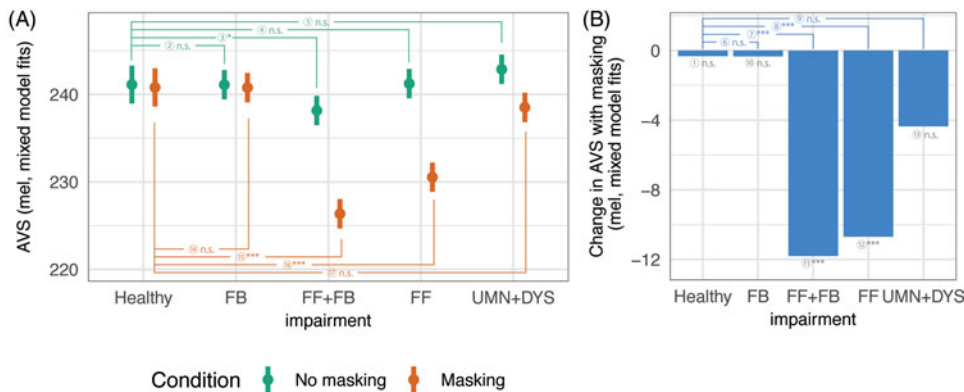 (A)
(B)
⑤ n.s.
④ n.s.
③*
② n.s.
⑨ n.s.
⑧***
⑦***
⑥ n.s.
AVS (mel, mixed model fits)
240
230
220
⑭ n.s.
⑮***
⑯***
⑰ n.s.
Healthy FB FF+FB FF UMN+DYS
impairment
Change in AVS with masking
(mel, mixed model fits)
0
−4
−8
−12
① n.s.
⑩ n.s.
⑬ n.s.
⑫***
⑪***
Healthy FB FF+FB FF UMN+DYS
impairment
Condition No masking Masking